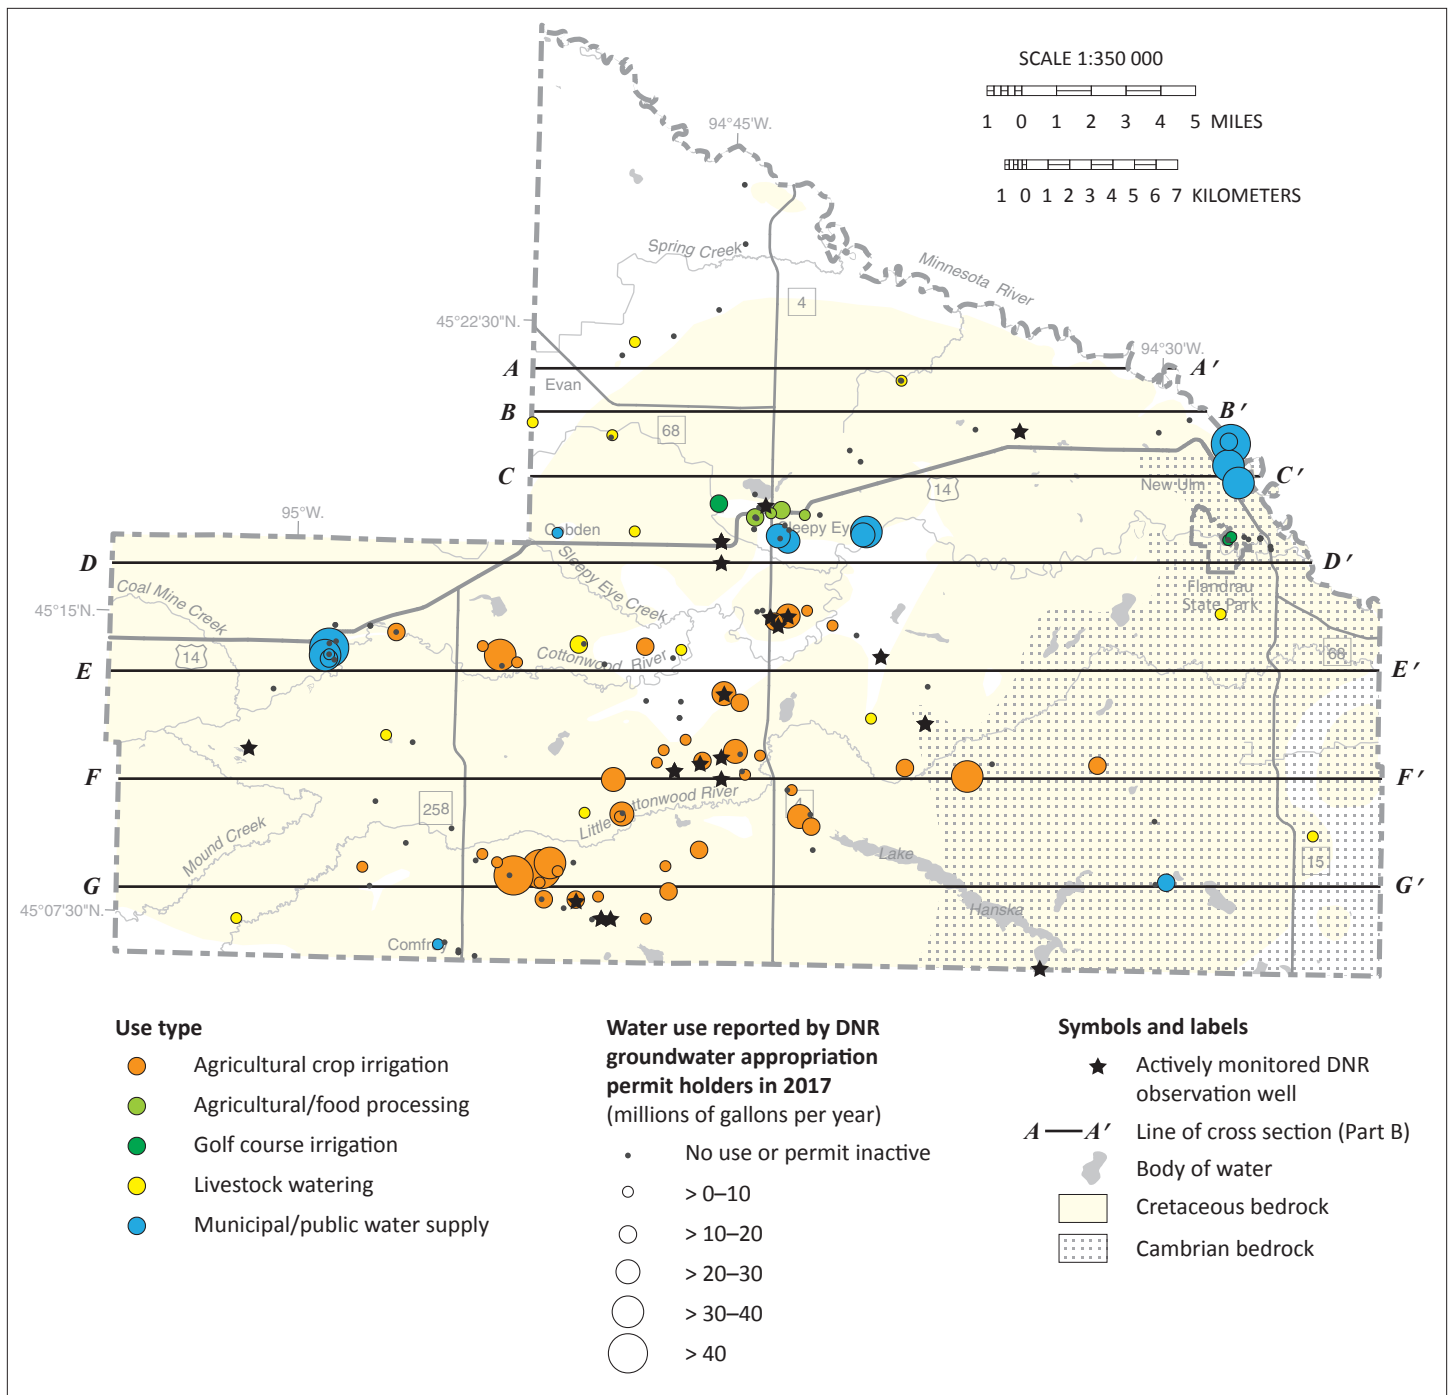 SCALE 1:350 000
1 0 1 2 3 4 5 MILES
1 0 1 2 3 4 5 6 7 KILOMETERS
94°45'W.
Spring Creek
Minnesota River
4
45°22'30"N.
94°30'W.
A A'
Evan
B B'
68
C C'
14
New Ulm
95°W.
Cobden
Sleepy Eye
D D'
Coal Mine Creek
Sleepy Eye Creek
Flandrau
State Park
45°15'N.
14
Cottonwood River
68
E E'
F F'
258
Little Cottonwood River
4
Mound Creek
Lake
15
G G'
45°07'30"N.
Hanska
Comfrey
Use type
Agricultural crop irrigation
Agricultural/food processing
Golf course irrigation
Livestock watering
Municipal/public water supply
Water use reported by DNR
groundwater appropriation
permit holders in 2017
(millions of gallons per year)
No use or permit inactive
> 0–10
> 10–20
> 20–30
> 30–40
> 40
Symbols and labels
Actively monitored DNR
observation well
A A' Line of cross section (Part B)
Body of water
Cretaceous bedrock
Cambrian bedrock